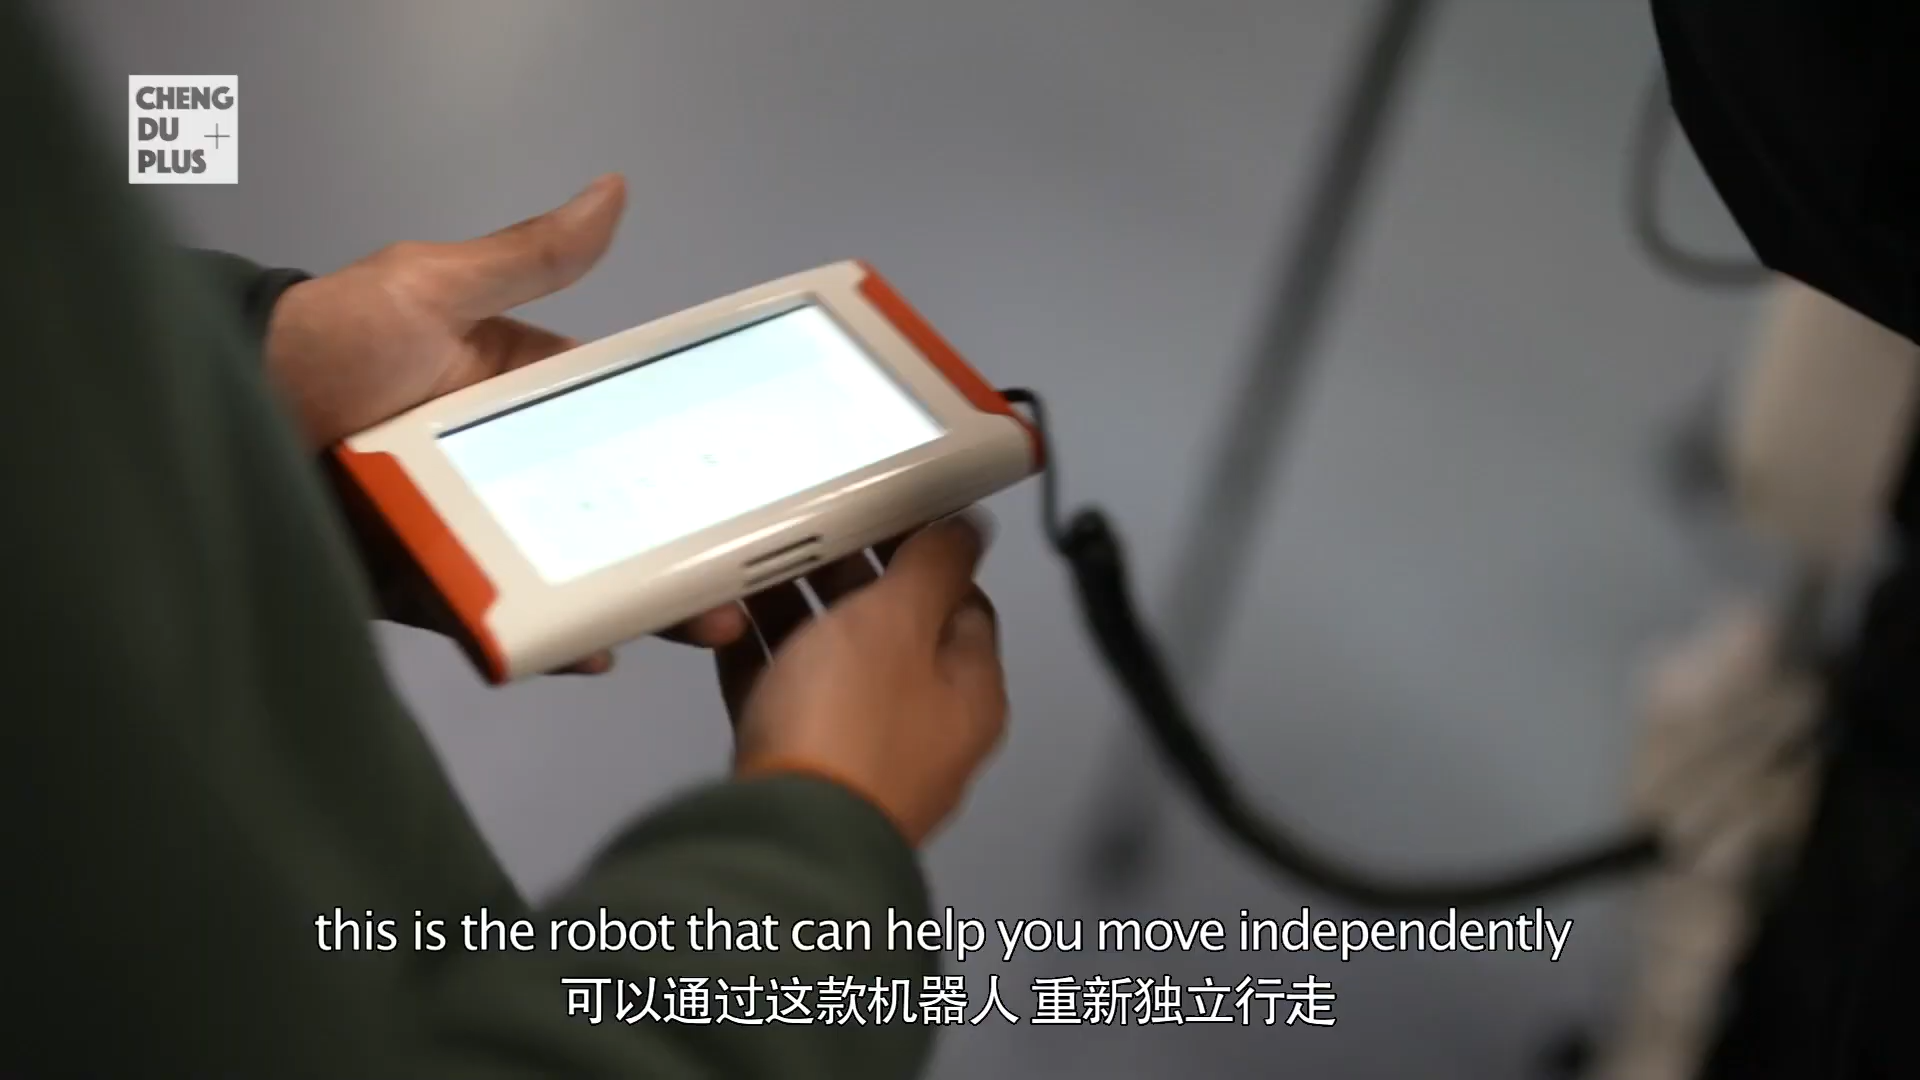 CHENG
DU +
PLUS
this is the robot that can help you move independently
可以通过这款机器人 重新独立行走